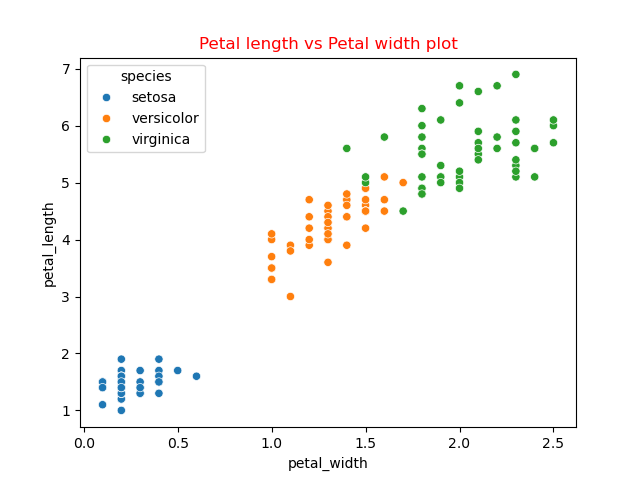 Petal length vs Petal width plot
species
setosa
versicolor
virginica
7
6
5
4
3
2
1
petal_length
0.0 0.5 1.0 1.5 2.0 2.5
petal_width